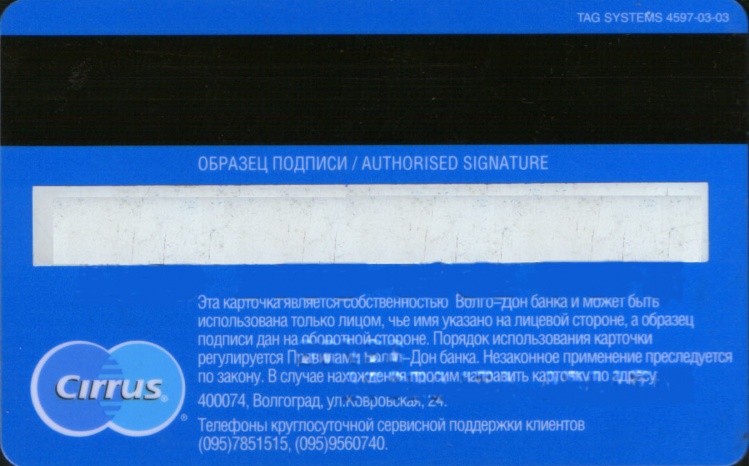 TAG SYSTEMS 4597-03-03
ОБРАЗЕЦ ПОДПИСИ / AUTHORISED SIGNATURE
Эта карточка является собственностью Волго-Дон банка и может быть
использована только лицом, чье имя указано на лицевой стороне, а образец
подписи дан на оборотной стороне. Порядок использования карточки
регулируется Правилами -Дон банка. Незаконное применение преследуется
по закону. В случае нахождения просим направить карточку по адресу
400074, Волгоград, ул.Ковровская, 24.
Cirrus®
Телефоны круглосуточной сервисной поддержки клиентов
(095)7851515, (095)9560740.